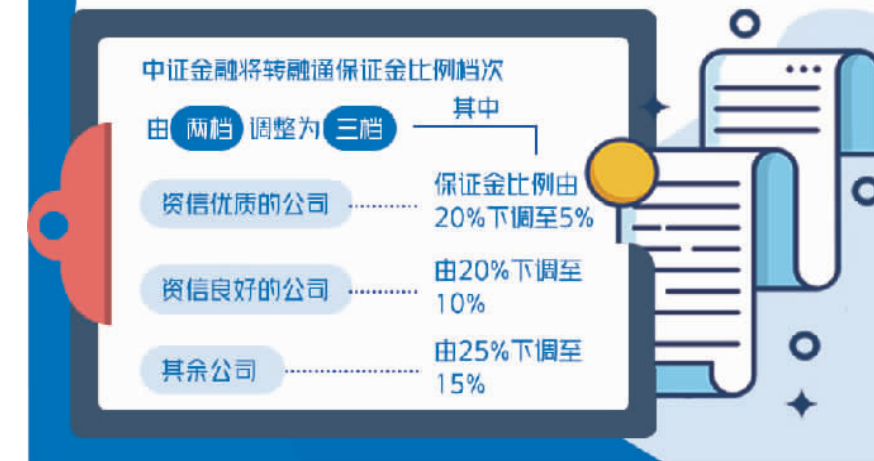 中证金融将转融通保证金比例档次
由 两档 调整为 三档
其中
资信优质的公司
保证金比例由
20%下调至5%
资信良好的公司
由20%下调至
10%
其余公司
由25%下调至
15%